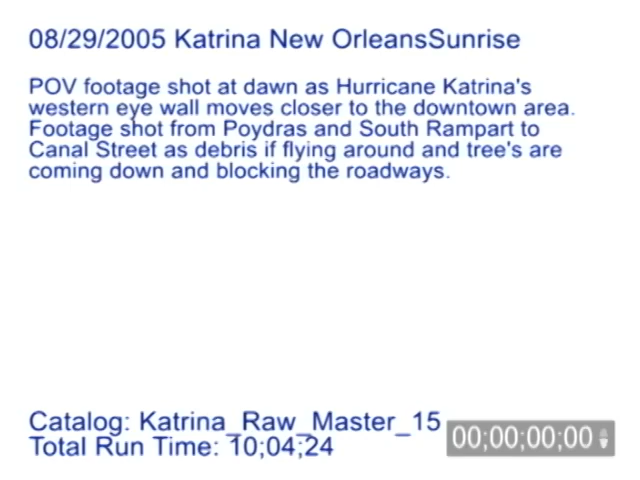 08/29/2005 Katrina New OrleansSunrise
POV footage shot at dawn as Hurricane Katrina's
western eye wall moves closer to the downtown area.
Footage shot from Poydras and South Rampart to
Canal Street as debris if flying around and tree's are
coming down and blocking the roadways.
Catalog: Katrina_Raw_Master_15
Total Run Time: 10;04;24
00;00;00;00